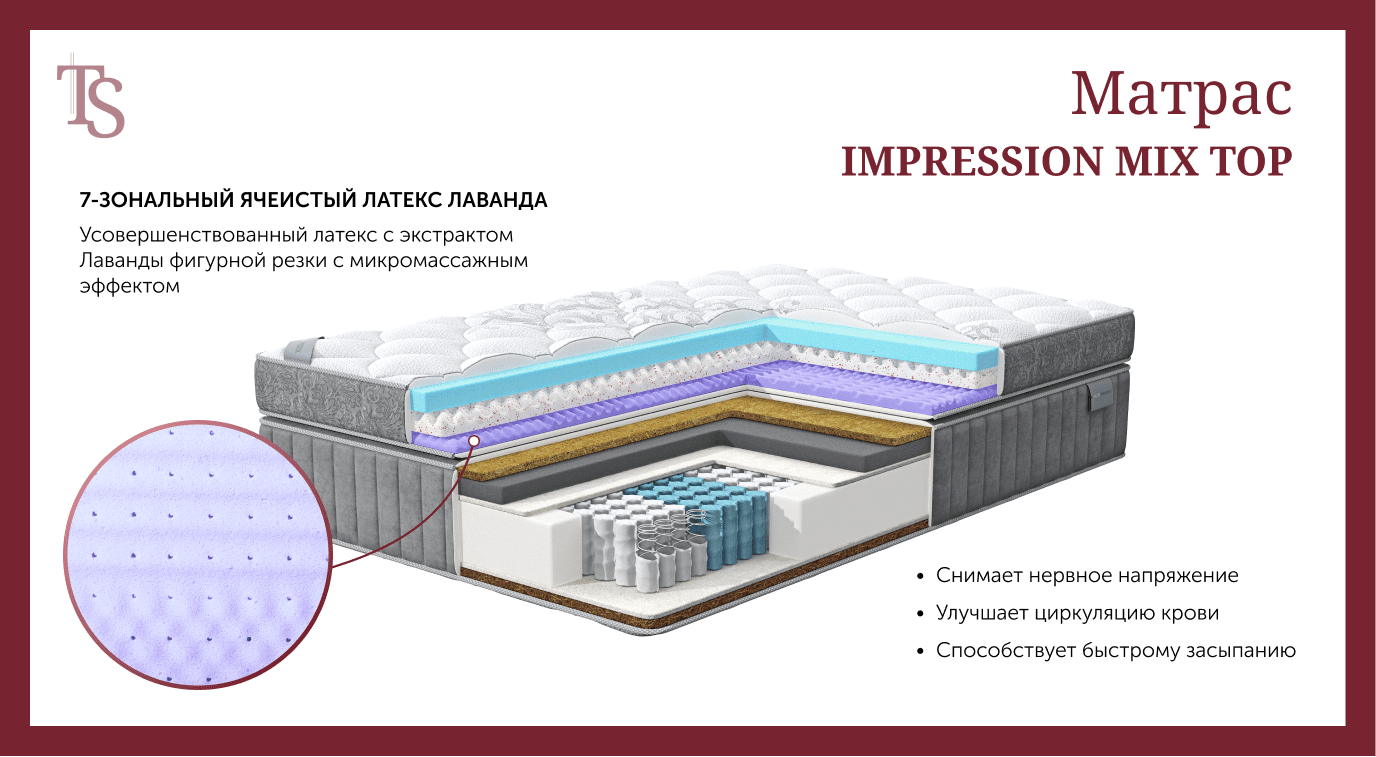 TS
Матрас
IMPRESSION MIX TOP
7-ЗОНАЛЬНЫЙ ЯЧЕИСТЫЙ ЛАТЕКС ЛАВАНДА
Усовершенствованный латекс с экстрактом
Лаванды фигурной резки с микромассажным
эффектом
• Снимает нервное напряжение
• Улучшает циркуляцию крови
• Способствует быстрому засыпанию